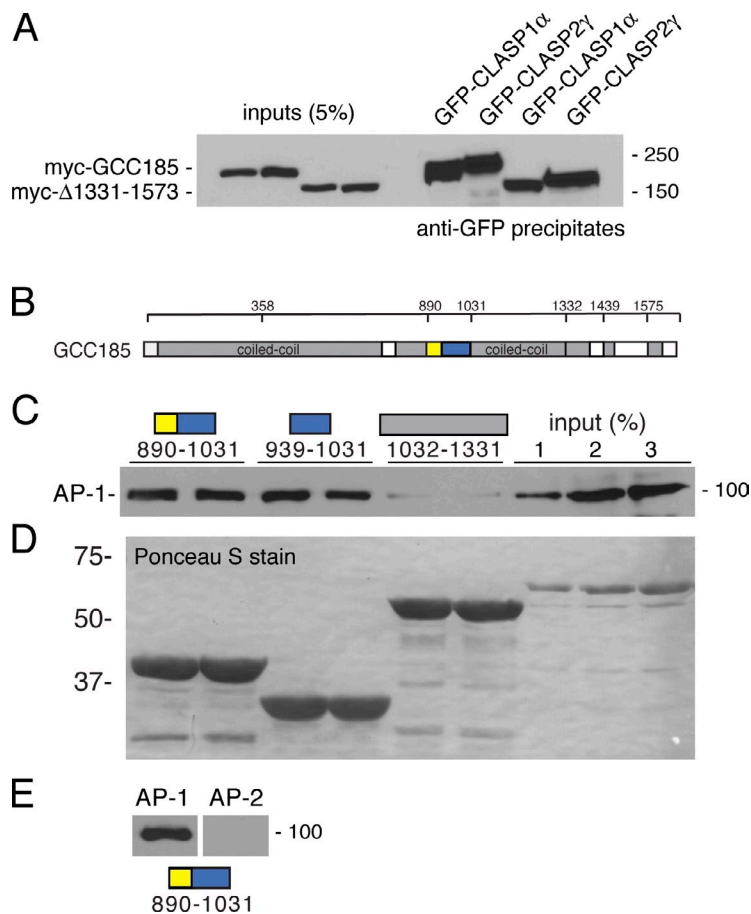 A
GFP-CLASP1α
GFP-CLASP2γ
GFP-CLASP1α
GFP-CLASP2γ
inputs (5%)
myc-GCC185 -
myc-Δ1331-1573 -
- 250
- 150
anti-GFP precipitates
B
358 890 1031 1332 1439 1575
GCC185 coiled-coil coiled-coil
C
input (%)
890-1031 939-1031 1032-1331 1 2 3
AP-1- - 100
D
Ponceau S stain
75-
50-
37-
E
AP-1 AP-2
- 100
890-1031